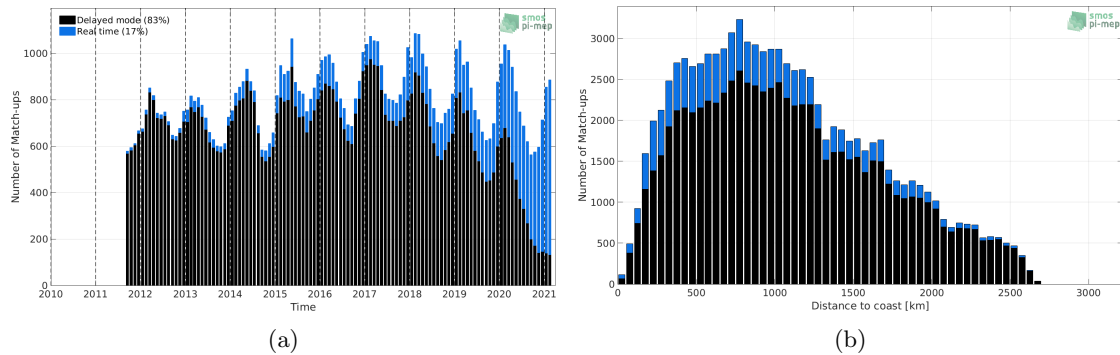 Delayed mode (83%)
Real time (17%)
smos
pi-mep
Number of Match-ups
1000
800
600
400
200
0
2010 2011 2012 2013 2014 2015 2016 2017 2018 2019 2020 2021
Time
(a)
smos
pi-mep
Number of Match-ups
3000
2500
2000
1500
1000
500
0
0 500 1000 1500 2000 2500 3000
Distance to coast [km]
(b)